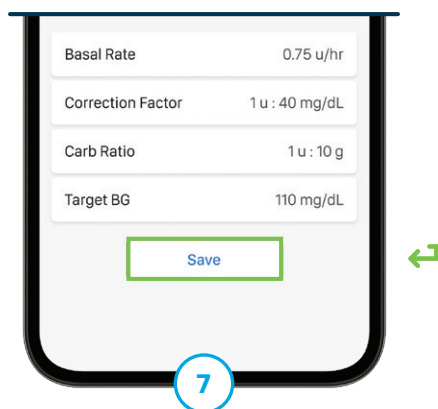 Basal Rate 0.75 u/hr
Correction Factor 1 u : 40 mg/dL
Carb Ratio 1 u : 10 g
Target BG 110 mg/dL
Save
7